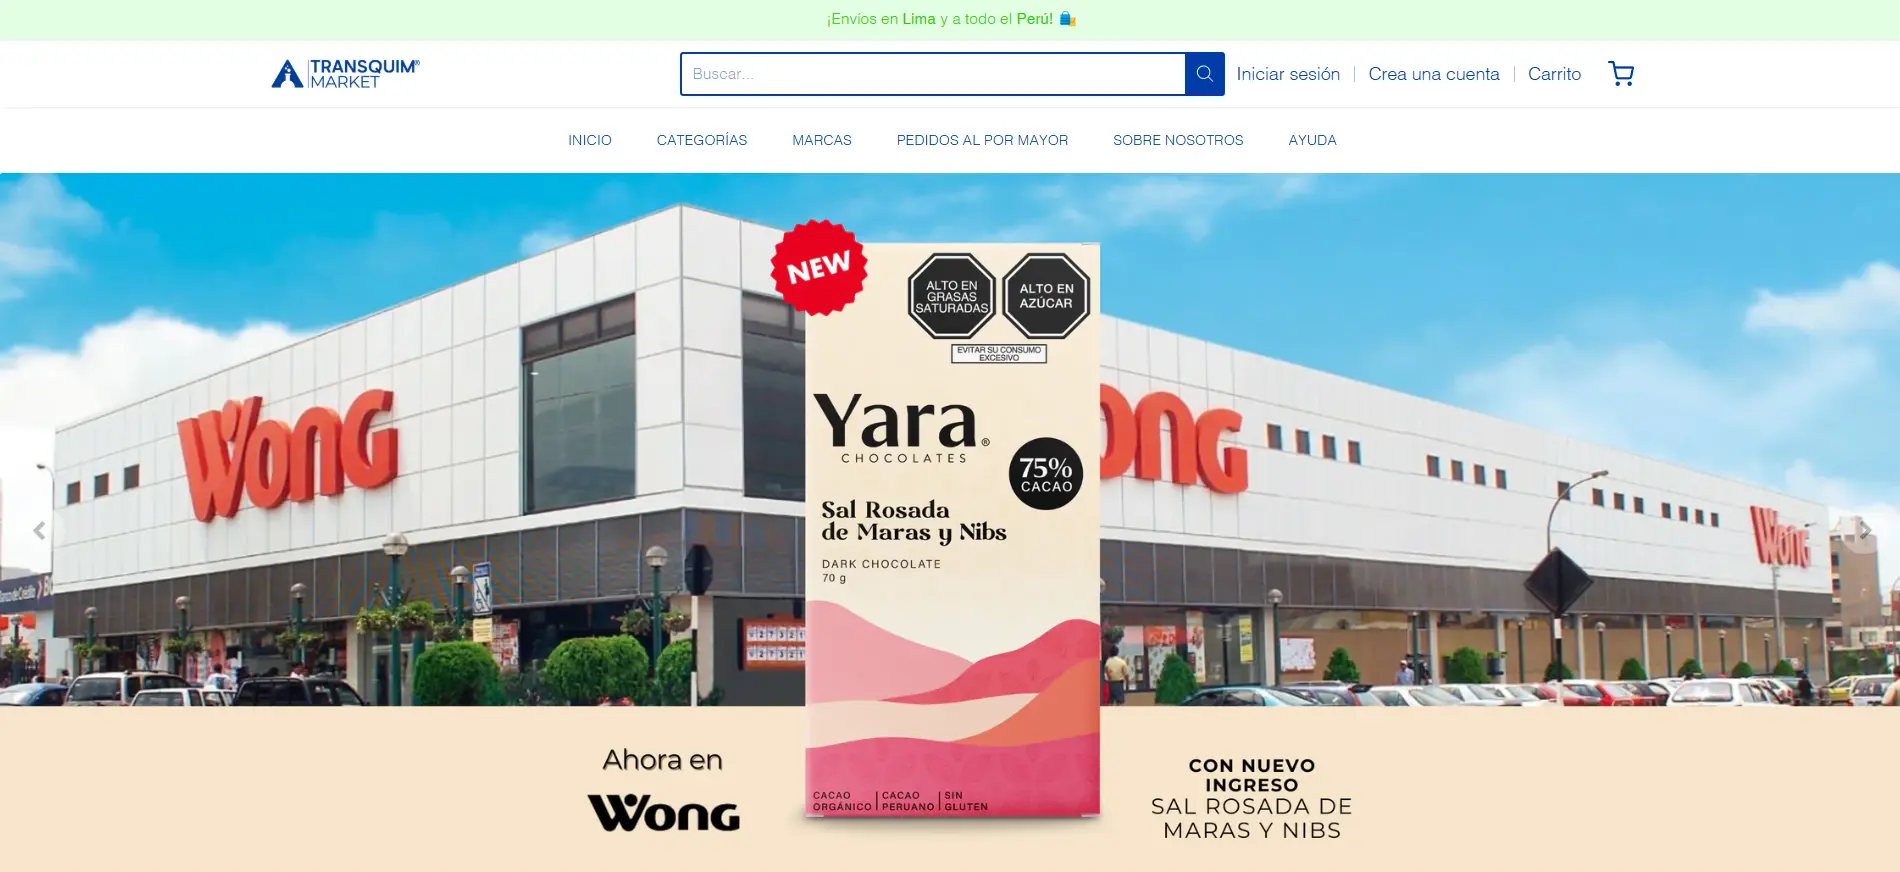 ¡Envíos en Lima y a todo el Perú! 🛍️
TRANSQUIM®
MARKET
Buscar...
Iniciar sesión
Crea una cuenta
Carrito
INICIO
CATEGORÍAS
MARCAS
PEDIDOS AL POR MAYOR
SOBRE NOSOTROS
AYUDA
NEW
ALTO EN
GRASAS
SATURADAS
ALTO EN
AZÚCAR
EVITAR SU CONSUMO
EXCESIVO
Wong
Yara®
CHOCOLATES
75%
CACAO
Sal Rosada
de Maras y Nibs
DARK CHOCOLATE
70 g
ong
Wong
CACAO
ORGÁNICO
CACAO
PERUANO
SIN
GLUTEN
Ahora en
Wong
CON NUEVO
INGRESO
SAL ROSADA DE
MARAS Y NIBS